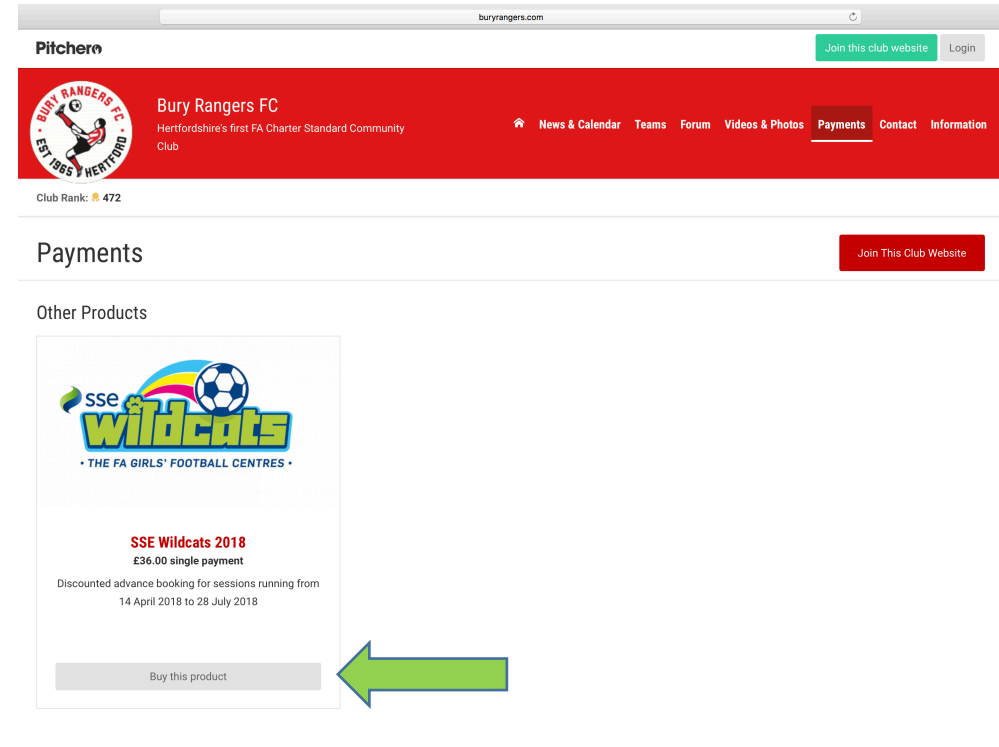 buryrangers.com
Pitchero
Join this club website
Login
BURY RANGERS FC • EST 1965 HERTFORD •
Bury Rangers FC
Hertfordshire's first FA Charter Standard Community
Club
News & Calendar
Teams
Forum
Videos & Photos
Payments
Contact
Information
Club Rank: 472
Payments
Join This Club Website
Other Products
sse
wildcats
• THE FA GIRLS' FOOTBALL CENTRES •
SSE Wildcats 2018
£36.00 single payment
Discounted advance booking for sessions running from
14 April 2018 to 28 July 2018
Buy this product